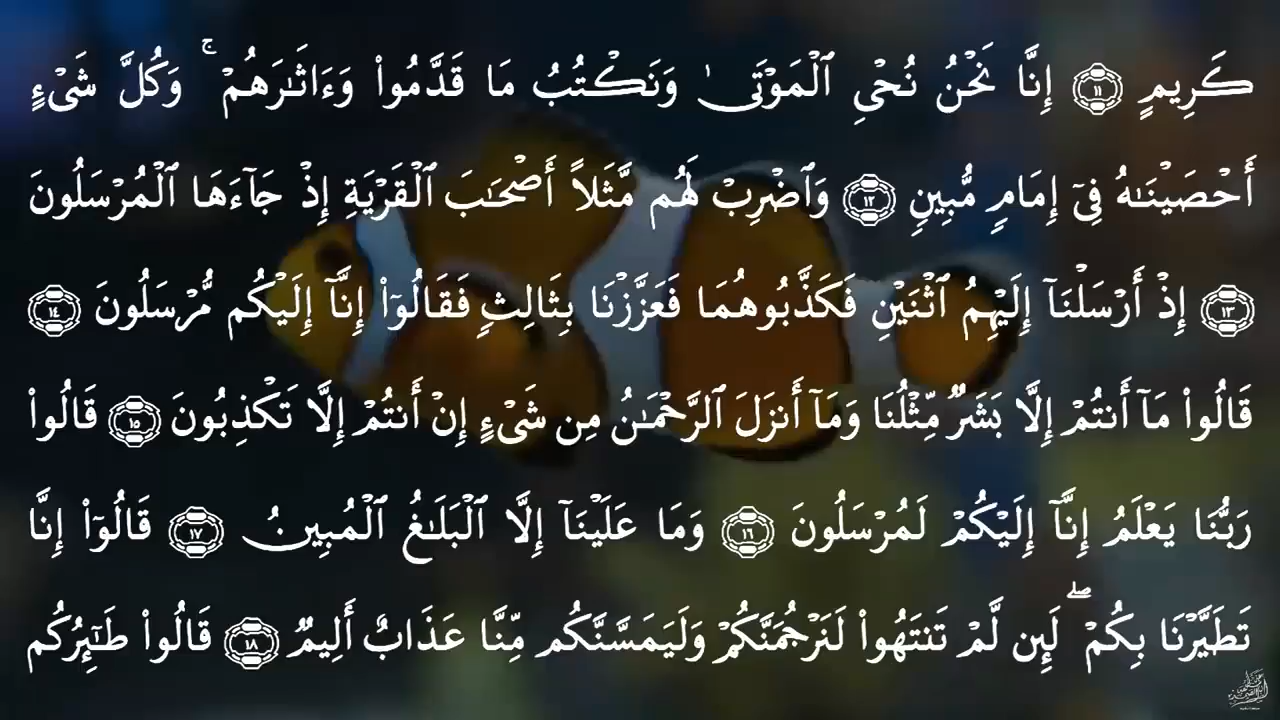 كَرِيمٍ ۝١١ إِنَّا نَحْنُ نُحْىِ ٱلْمَوْتَىٰ وَنَكْتُبُ مَا قَدَّمُوا۟ وَءَاثَـٰرَهُمْ ۚ وَكُلَّ شَىْءٍ
أَحْصَيْنَـٰهُ فِىٓ إِمَامٍ مُّبِينٍ ۝١٢ وَٱضْرِبْ لَهُم مَّثَلاً أَصْحَـٰبَ ٱلْقَرْيَةِ إِذْ جَآءَهَا ٱلْمُرْسَلُونَ
۝١٣ إِذْ أَرْسَلْنَآ إِلَيْهِمُ ٱثْنَيْنِ فَكَذَّبُوهُمَا فَعَزَّزْنَا بِثَالِثٍ فَقَالُوٓا۟ إِنَّآ إِلَيْكُم مُّرْسَلُونَ ۝١٤
قَالُوا۟ مَآ أَنتُمْ إِلَّا بَشَرٌ مِّثْلُنَا وَمَآ أَنزَلَ ٱلرَّحْمَـٰنُ مِن شَىْءٍ إِنْ أَنتُمْ إِلَّا تَكْذِبُونَ ۝١٥ قَالُوا۟
رَبُّنَا يَعْلَمُ إِنَّآ إِلَيْكُمْ لَمُرْسَلُونَ ۝١٦ وَمَا عَلَيْنَآ إِلَّا ٱلْبَلَـٰغُ ٱلْمُبِينُ ۝١٧ قَالُوٓا۟ إِنَّا
تَطَيَّرْنَا بِكُمْ ۖ لَئِن لَّمْ تَنتَهُوا۟ لَنَرْجُمَنَّكُمْ وَلَيَمَسَّنَّكُم مِّنَّا عَذَابٌ أَلِيمٌ ۝١٨ قَالُوا۟ طَـٰٓئِرُكُم